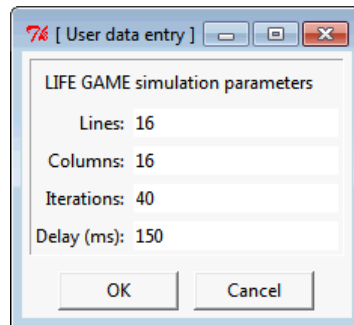 [ User data entry ]
LIFE GAME simulation parameters
Lines: 16
Columns: 16
Iterations: 40
Delay (ms): 150
OK Cancel